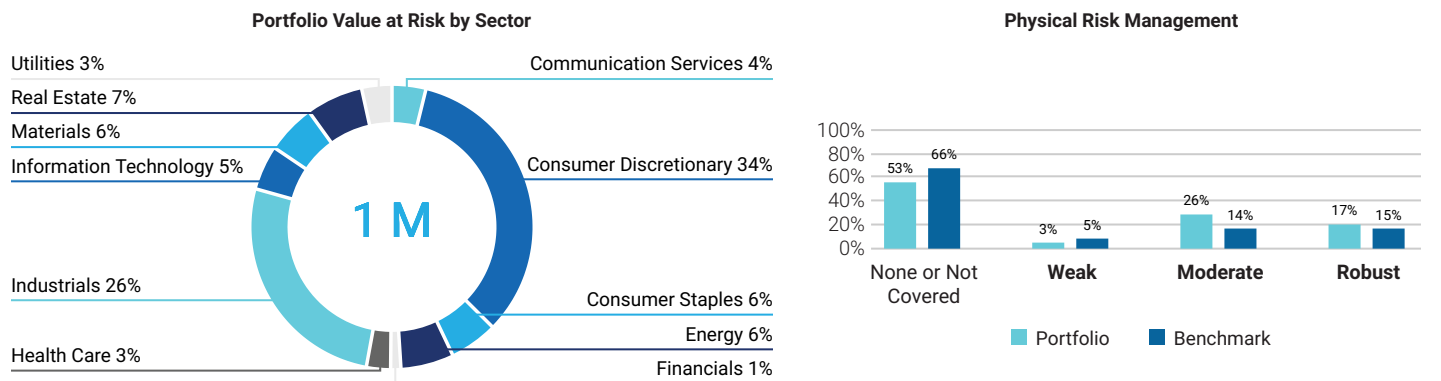 Portfolio Value at Risk by Sector
Utilities 3%
Real Estate 7%
Materials 6%
Information Technology 5%
Industrials 26%
Health Care 3%
Communication Services 4%
Consumer Discretionary 34%
Consumer Staples 6%
Energy 6%
Financials 1%
1 M
Physical Risk Management
100%
80%
60%
40%
20%
0%
53%
66%
3%
5%
26%
14%
17%
15%
None or Not
Covered
Weak
Moderate
Robust
Portfolio
Benchmark